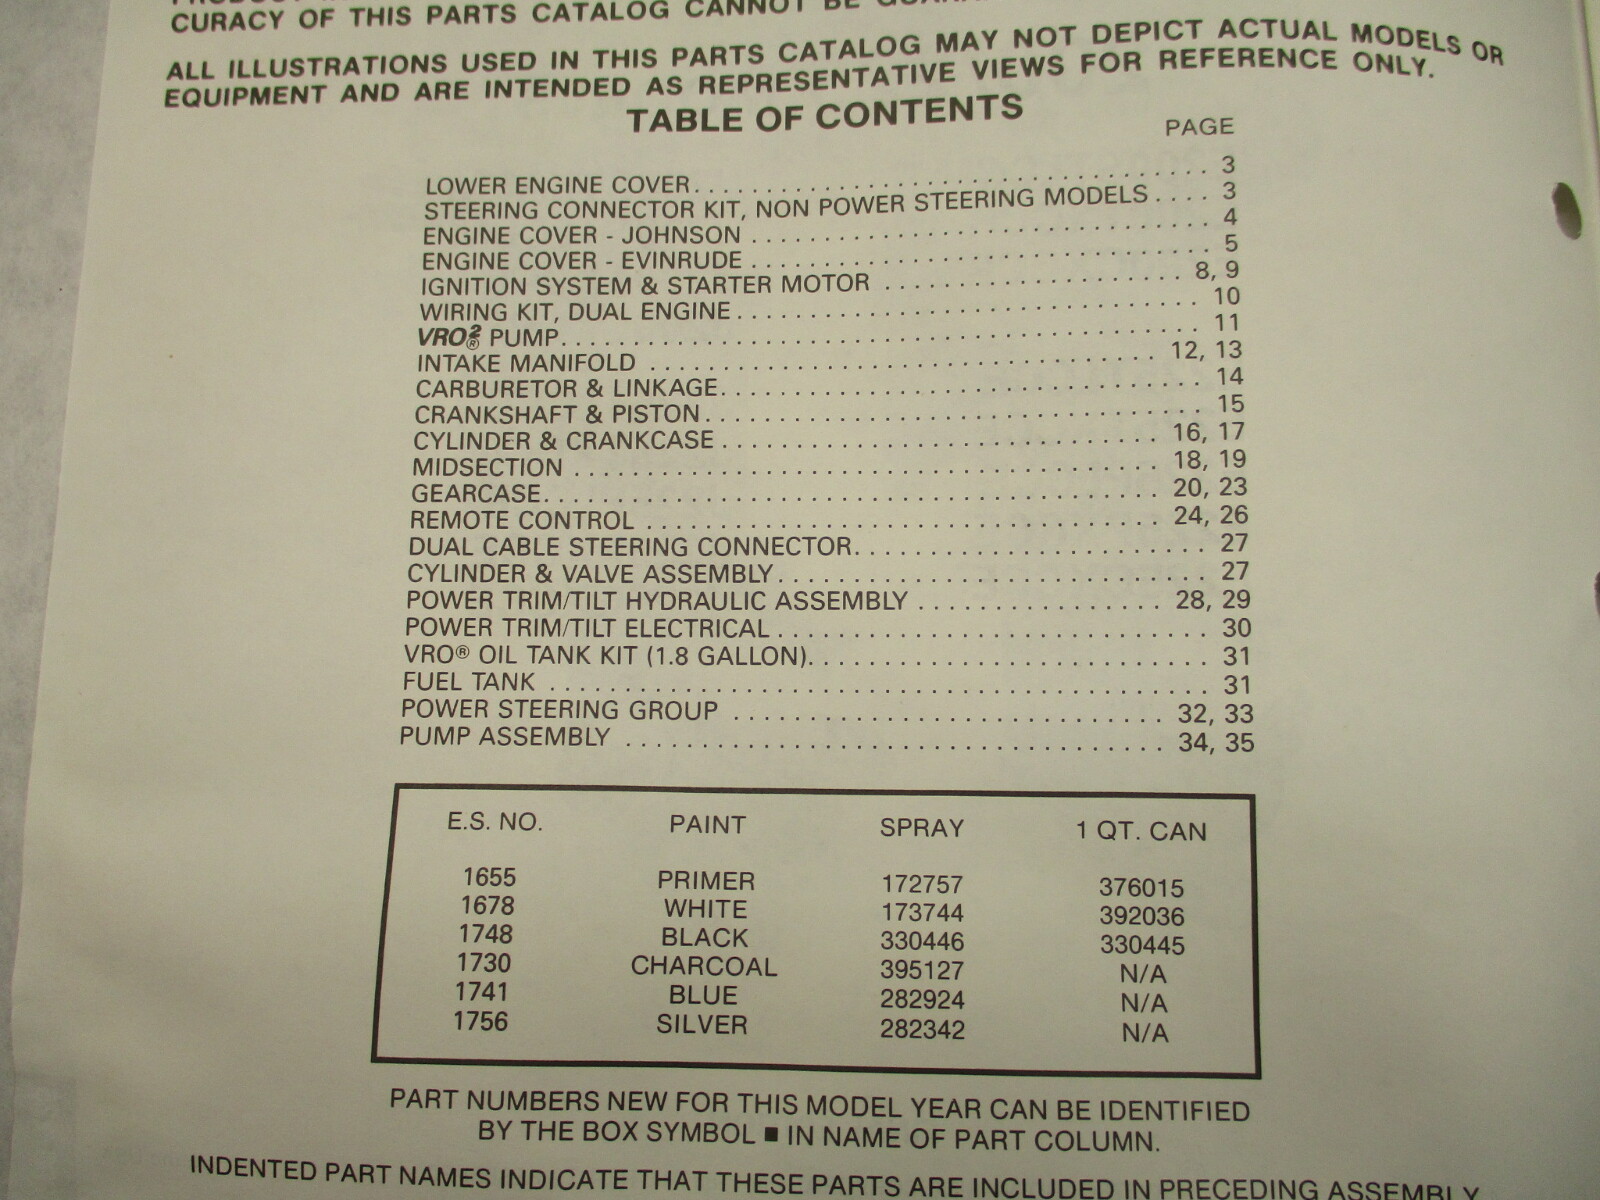 CURACY OF THIS PARTS CATALOG CANNOT BE
ALL ILLUSTRATIONS USED IN THIS PARTS CATALOG MAY NOT DEPICT ACTUAL MODELS OR
EQUIPMENT AND ARE INTENDED AS REPRESENTATIVE VIEWS FOR REFERENCE ONLY.
TABLE OF CONTENTS
PAGE
LOWER ENGINE COVER . . . . . . . . . . 3
STEERING CONNECTOR KIT, NON POWER STEERING MODELS . . . . 3
ENGINE COVER - JOHNSON . . . . . . . . . . 4
ENGINE COVER - EVINRUDE . . . . . . . . . . 5
IGNITION SYSTEM & STARTER MOTOR . . . . . . . . . . 8, 9
WIRING KIT, DUAL ENGINE . . . . . . . . . . 10
VRO2® PUMP . . . . . . . . . . 11
INTAKE MANIFOLD . . . . . . . . . . 12, 13
CARBURETOR & LINKAGE . . . . . . . . . . 14
CRANKSHAFT & PISTON . . . . . . . . . . 15
CYLINDER & CRANKCASE . . . . . . . . . . 16, 17
MIDSECTION . . . . . . . . . . 18, 19
GEARCASE . . . . . . . . . . 20, 23
REMOTE CONTROL . . . . . . . . . . 24, 26
DUAL CABLE STEERING CONNECTOR . . . . . . . . . . 27
CYLINDER & VALVE ASSEMBLY . . . . . . . . . . 27
POWER TRIM/TILT HYDRAULIC ASSEMBLY . . . . . . . . . . 28, 29
POWER TRIM/TILT ELECTRICAL . . . . . . . . . . 30
VRO® OIL TANK KIT (1.8 GALLON) . . . . . . . . . . 31
FUEL TANK . . . . . . . . . . 31
POWER STEERING GROUP . . . . . . . . . . 32, 33
PUMP ASSEMBLY . . . . . . . . . . 34, 35
E.S. NO. PAINT SPRAY 1 QT. CAN
1655 PRIMER 172757 376015
1678 WHITE 173744 392036
1748 BLACK 330446 330445
1730 CHARCOAL 395127 N/A
1741 BLUE 282924 N/A
1756 SILVER 282342 N/A
PART NUMBERS NEW FOR THIS MODEL YEAR CAN BE IDENTIFIED
BY THE BOX SYMBOL ■ IN NAME OF PART COLUMN.
INDENTED PART NAMES INDICATE THAT THESE PARTS ARE INCLUDED IN PRECEDING ASSEMBLY